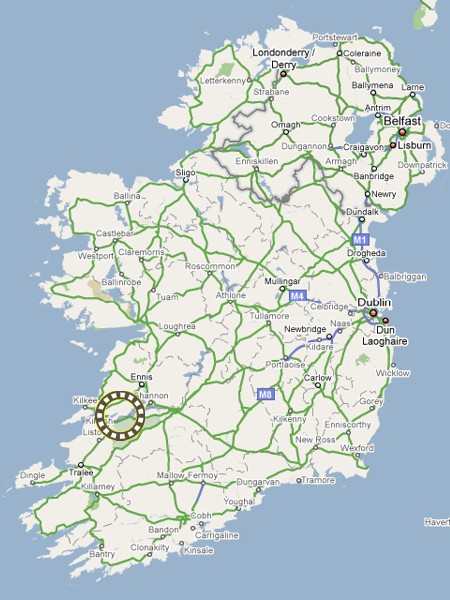 Portstewart
Coleraine
Londonderry /
Derry
Ballymoney
Letterkenny
Strabane
Ballymena
Larne
Antrim
Omagh
Cookstown
Belfast
Dungannon
Craigavon
Lisburn
Enniskillen
Armagh
Downpatrick
Banbridge
Sligo
Newry
Ballina
Dundalk
Castlebar
M1
Westport
Claremorris
Drogheda
Roscommon
Balbriggan
Ballinrobe
Mullingar
Tuam
Athlone
M4
Celbridge
Dublin
Tullamore
Loughrea
Newbridge
Naas
Dun
Laoghaire
Kildare
Portlaoise
Ennis
Carlow
Wicklow
M8
Kilkee
Shannon
Gorey
Kilkenny
Enniscorthy
New Ross
Wexford
Tralee
Dingle
Mallow
Fermoy
Dungarvan
Tramore
Killarney
Youghal
Cobh
Bandon
Carrigaline
Clonakilty
Kinsale
Bantry